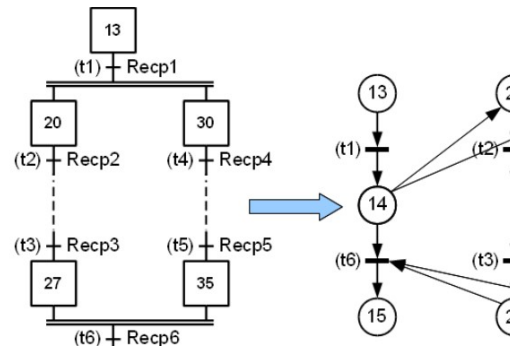 13
(t1) Recp1
20 30
(t2) Recp2 (t4) Recp4
(t3) Recp3 (t5) Recp5
27 35
(t6) Recp6
13
(t1) (t2)
14
(t6) (t3)
15